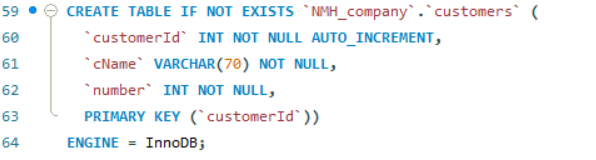 59 CREATE TABLE IF NOT EXISTS `NMH_company`.`customers` (
60 `customerId` INT NOT NULL AUTO_INCREMENT,
61 `cName` VARCHAR(70) NOT NULL,
62 `number` INT NOT NULL,
63 PRIMARY KEY (`customerId`))
64 ENGINE = InnoDB;